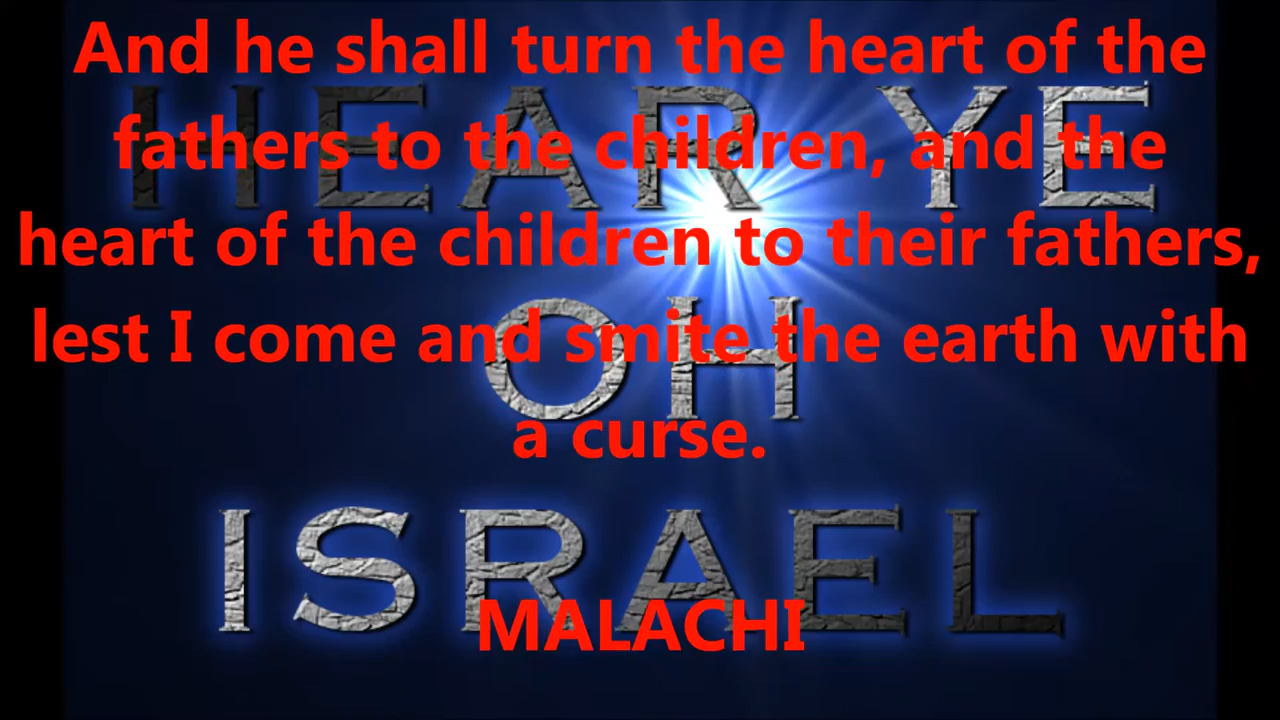 And he shall turn the heart of the
fathers to the children, and the
heart of the children to their fathers,
lest I come and smite the earth with
a curse.
MALACHI
HEAR YE
OH
ISRAEL